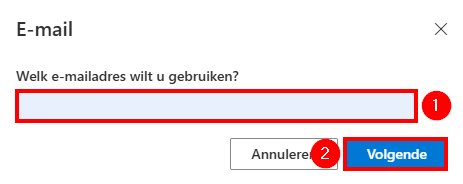 E-mail
Welk e-mailadres wilt u gebruiken?
1
Annuleren 2 Volgende